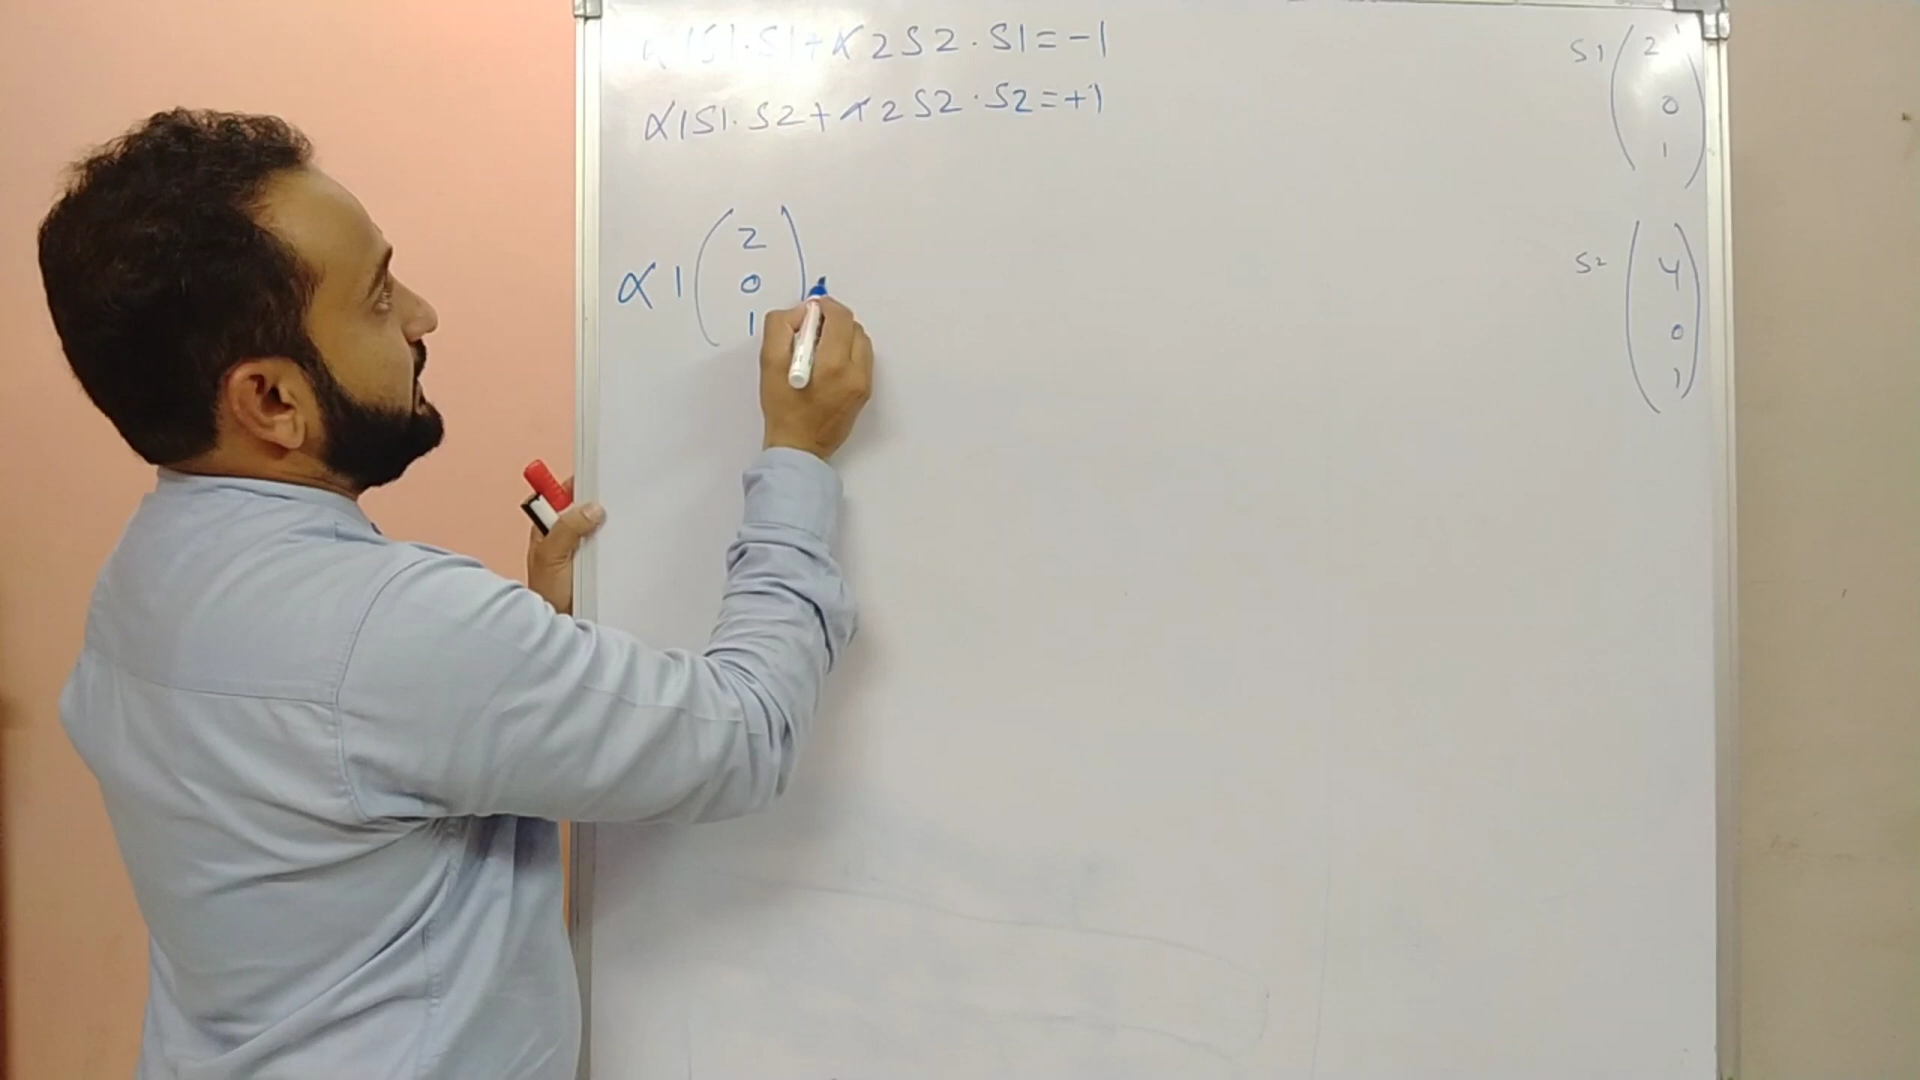 α1S1.S1+α2S2.S1=-1
α1S1.S2+α2S2.S2=+1
α1 (2
0
1)
S1 (2
0
1)
S2 (4
0
1)